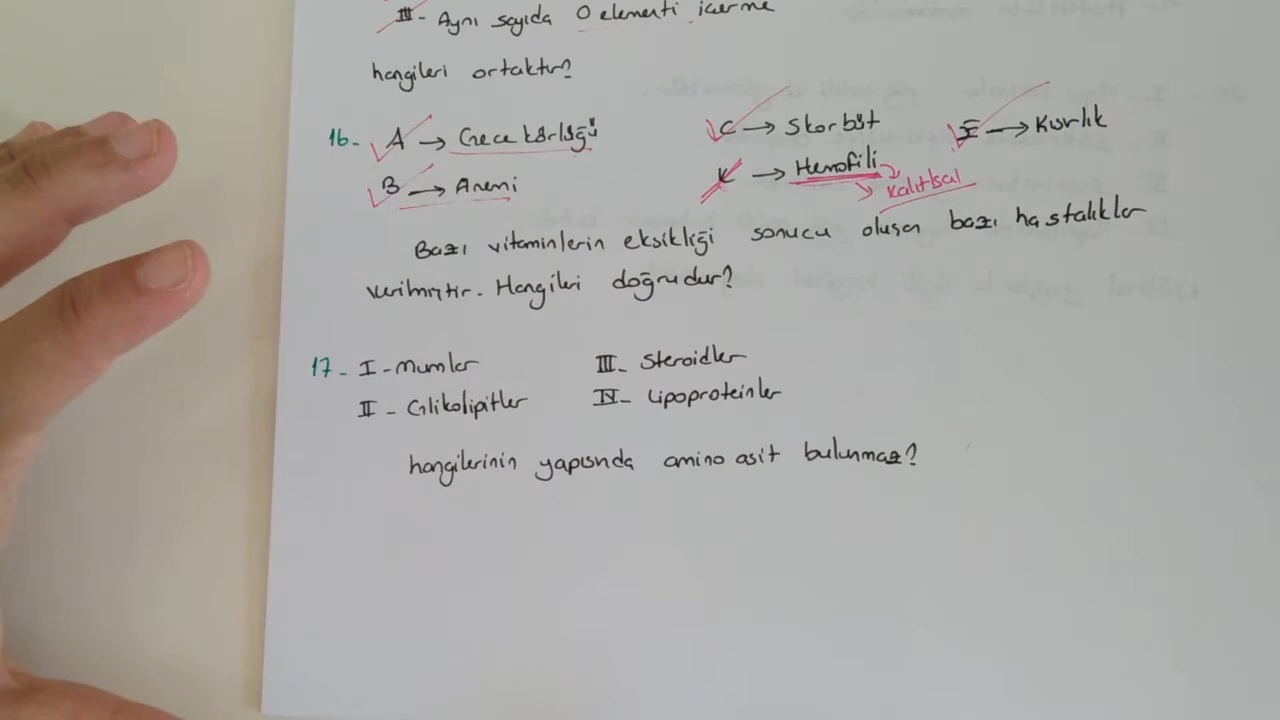 III- Aynı sayıda O elementi içerme
hangileri ortaktır?
16- A → Gece körlüğü C → Skorbüt E → Kısırlık
B → Anemi K → Hemofili kalıtsal
Bazı vitaminlerin eksikliği sonucu oluşan bazı hastalıklar
verilmiştir. Hangileri doğrudur?
17- I- Mumlar III- Steroidler
II- Glikolipitler IV- Lipoproteinler
hangilerinin yapısında amino asit bulunmaz?